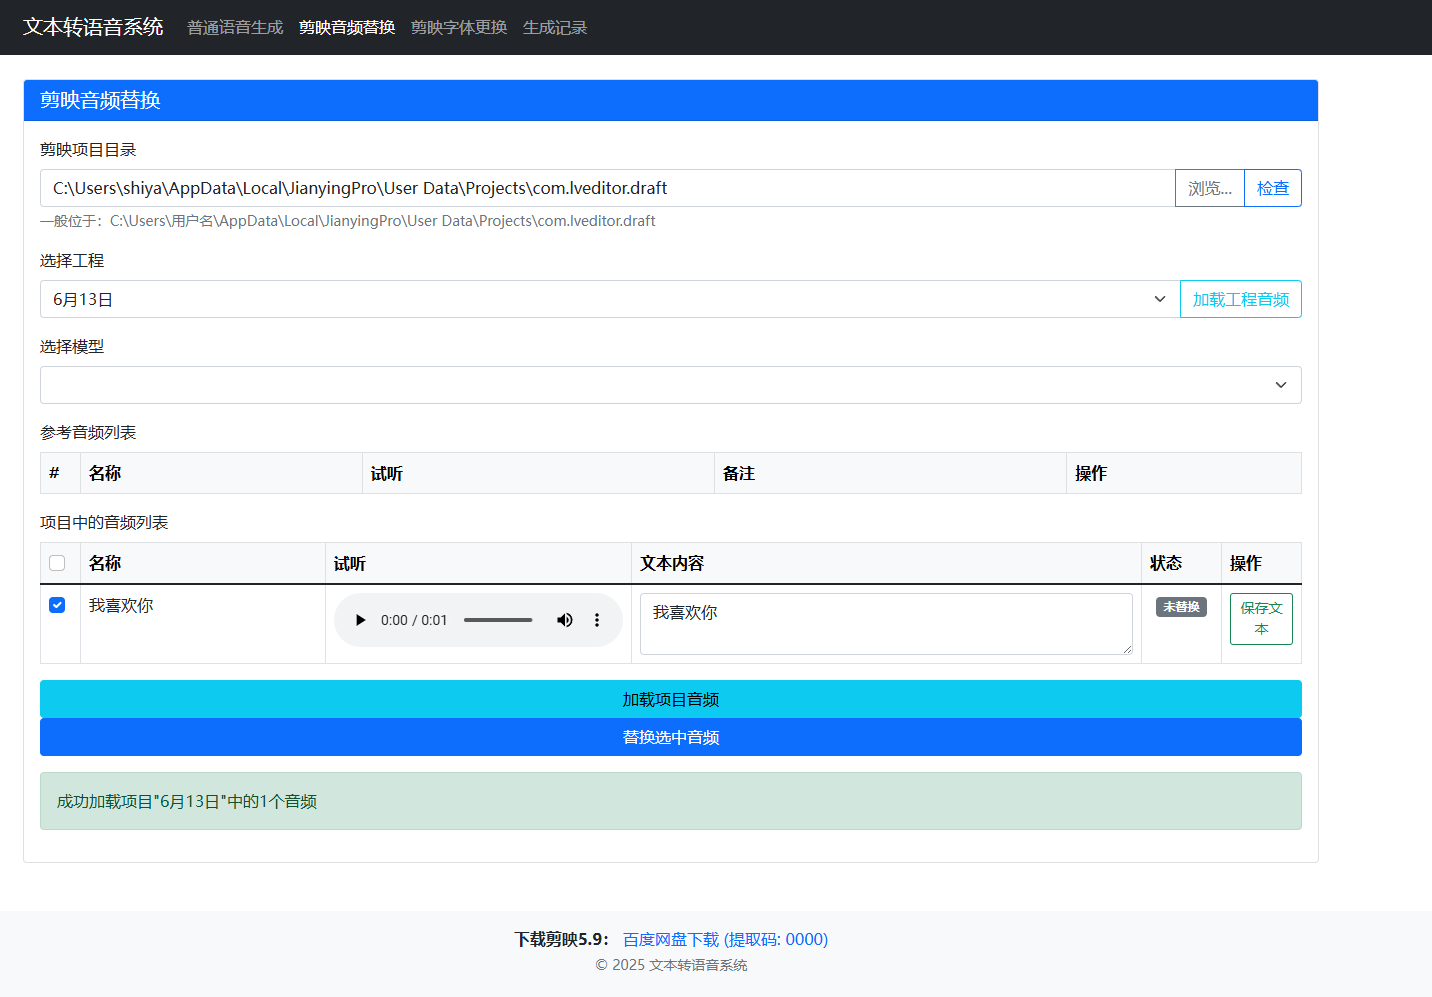 文本转语音系统 普通语音生成 剪映音频替换 剪映字体更换 生成记录
剪映音频替换
剪映项目目录
C:\Users\shiya\AppData\Local\JianyingPro\User Data\Projects\com.lveditor.draft 浏览... 检查
一般位于：C:\Users\用户名\AppData\Local\JianyingPro\User Data\Projects\com.lveditor.draft
选择工程
6月13日 加载工程音频
选择模型
参考音频列表
# 名称 试听 备注 操作
项目中的音频列表
名称 试听 文本内容 状态 操作
我喜欢你 0:00 / 0:01 我喜欢你 未替换 保存文
本
加载项目音频
替换选中音频
成功加载项目"6月13日"中的1个音频
下载剪映5.9： 百度网盘下载 (提取码: 0000)
© 2025 文本转语音系统